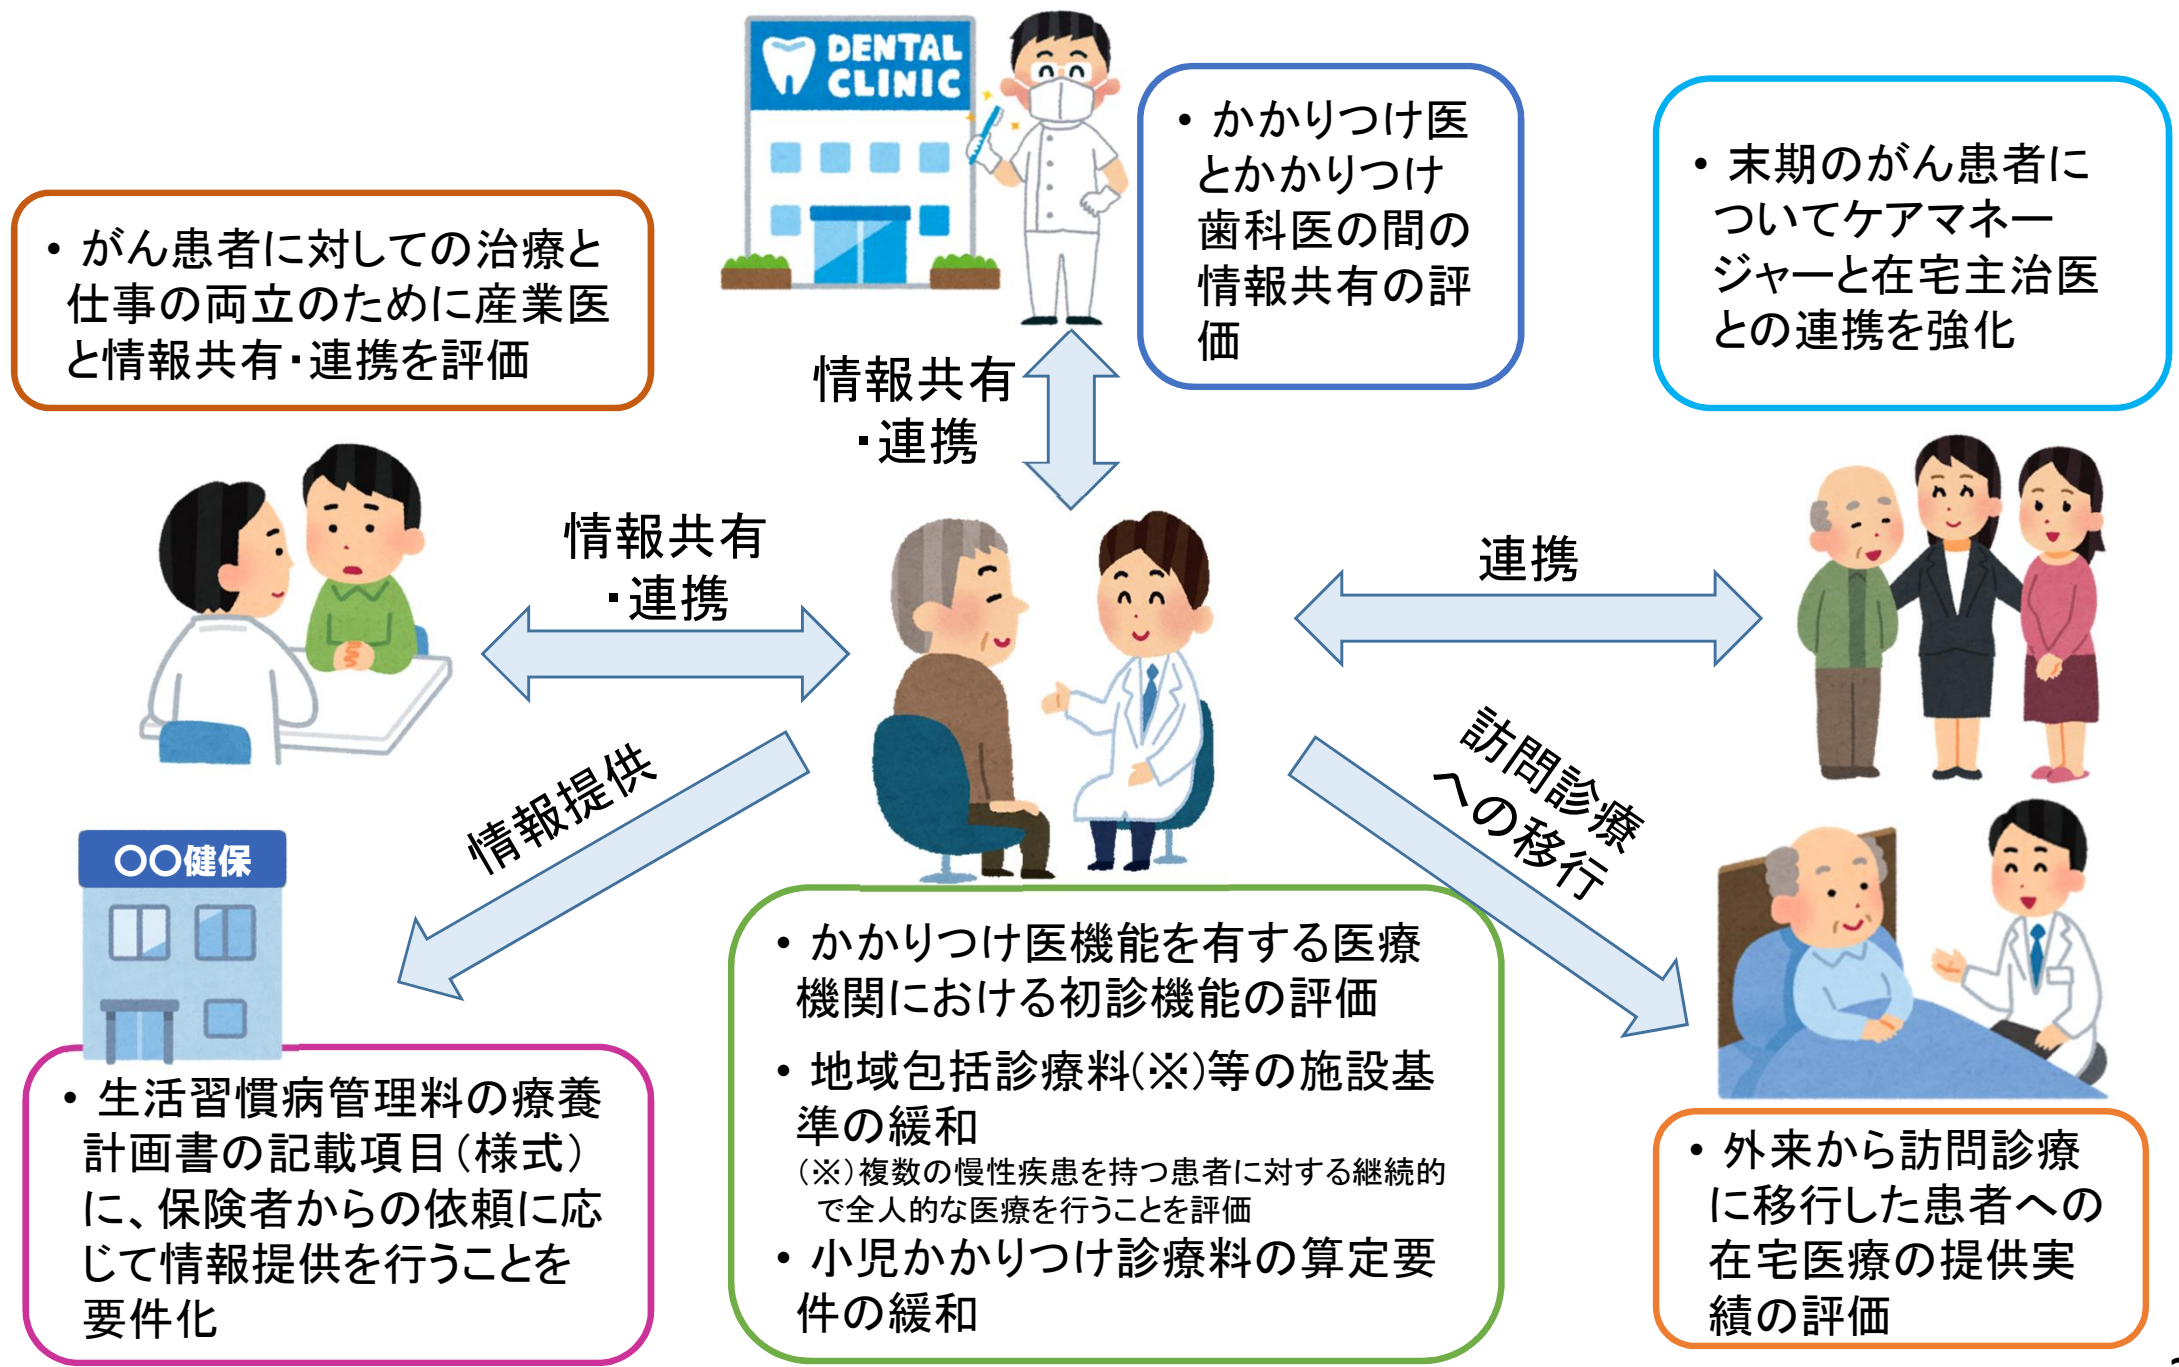 DENTAL
CLINIC
・かかりつけ医
とかかりつけ
歯科医の間の
情報共有の評
価
・末期のがん患者に
ついてケアマネー
ジャーと在宅主治医
との連携を強化
・がん患者に対しての治療と
仕事の両立のために産業医
と情報共有・連携を評価
情報共有
・連携
情報共有
・連携
連携
情報提供
訪問診療
への移行
〇〇健保
・かかりつけ医機能を有する医療
機関における初診機能の評価
・地域包括診療料(※)等の施設基
準の緩和
(※)複数の慢性疾患を持つ患者に対する継続的
で全人的な医療を行うことを評価
・小児かかりつけ診療料の算定要
件の緩和
・生活習慣病管理料の療養
計画書の記載項目(様式)
に、保険者からの依頼に応
じて情報提供を行うことを
要件化
・外来から訪問診療
に移行した患者への
在宅医療の提供実
績の評価